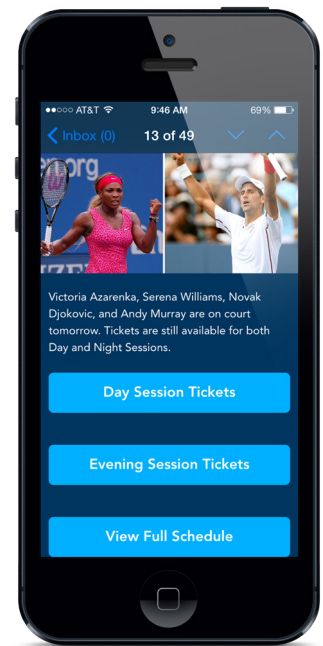 ●●○○○ AT&T 9:46 AM 69%
Inbox (0) 13 of 49
en.org
Victoria Azarenka, Serena Williams, Novak
Djokovic, and Andy Murray are on court
tomorrow. Tickets are still available for both
Day and Night Sessions.
Day Session Tickets
Evening Session Tickets
View Full Schedule